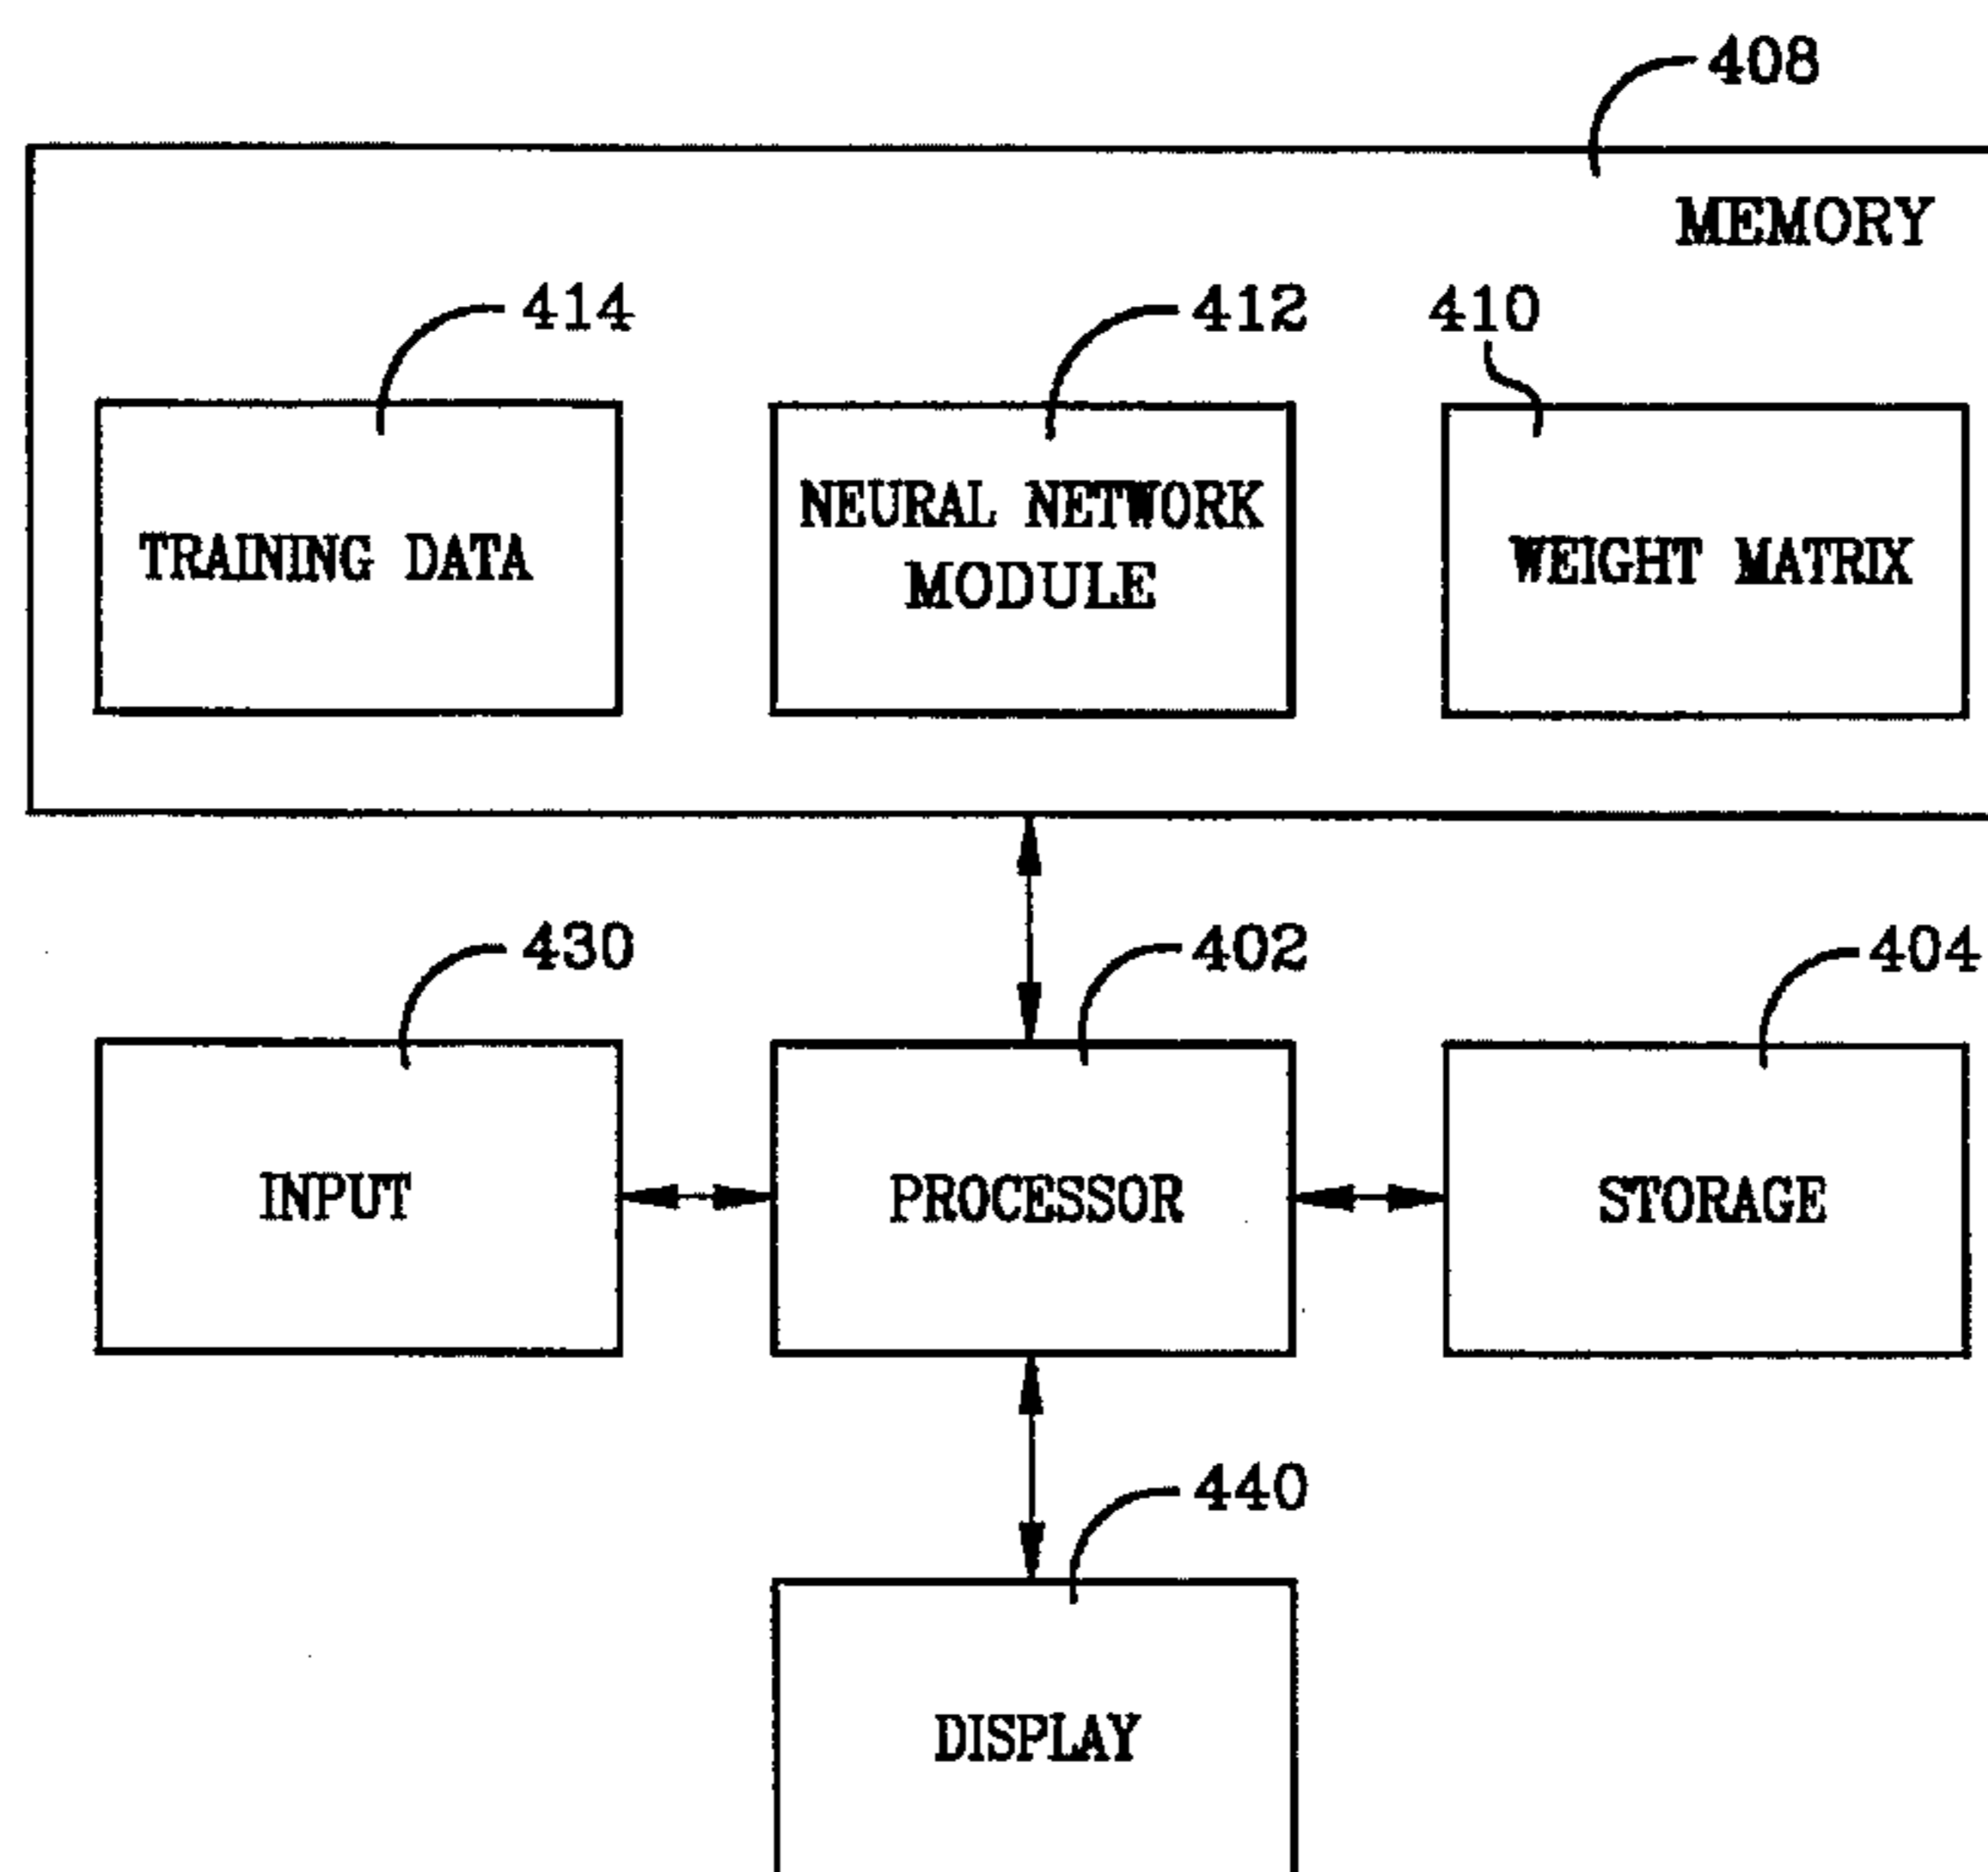 408
MEMORY
414
412
410
TRAINING DATA
NEURAL NETWORK
MODULE
WEIGHT MATRIX
430
402
404
INPUT
PROCESSOR
STORAGE
440
DISPLAY